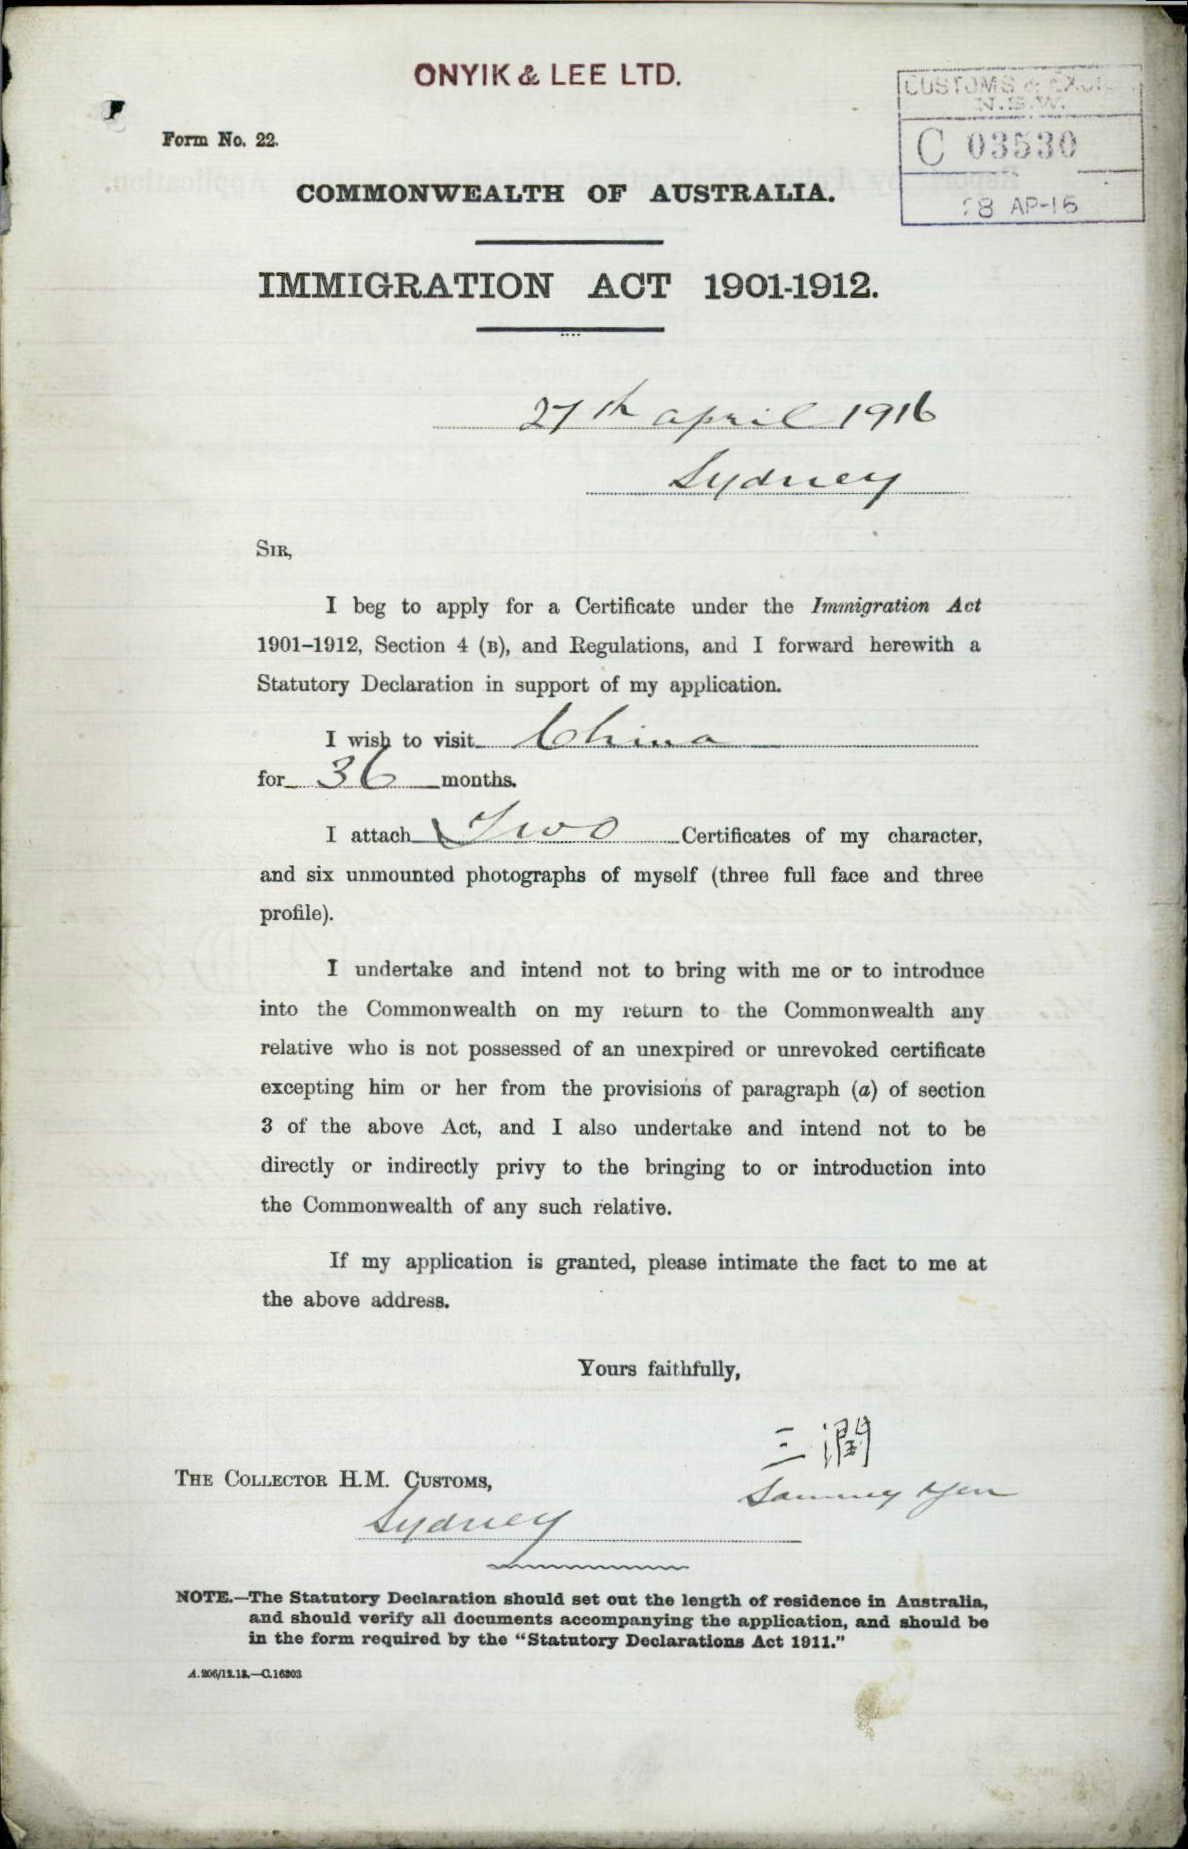 ONYIK & LEE LTD.
CUSTOMS & EXCISE
N.S.W.
C 03530
28 AP-16
F
Form No. 22.
COMMONWEALTH OF AUSTRALIA.
IMMIGRATION ACT 1901-1912.
27th april 1916
Sydney
SIR,
I beg to apply for a Certificate under the Immigration Act
1901–1912, Section 4 (B), and Regulations, and I forward herewith a
Statutory Declaration in support of my application.
I wish to visit China
for 36 months.
I attach Two Certificates of my character,
and six unmounted photographs of myself (three full face and three
profile).
I undertake and intend not to bring with me or to introduce
into the Commonwealth on my return to the Commonwealth any
relative who is not possessed of an unexpired or unrevoked certificate
excepting him or her from the provisions of paragraph (a) of section
3 of the above Act, and I also undertake and intend not to be
directly or indirectly privy to the bringing to or introduction into
the Commonwealth of any such relative.
If my application is granted, please intimate the fact to me at
the above address.
Yours faithfully,
三潤
Sammey Yen
THE COLLECTOR H.M. CUSTOMS,
Sydney
NOTE.—The Statutory Declaration should set out the length of residence in Australia,
and should verify all documents accompanying the application, and should be
in the form required by the “Statutory Declarations Act 1911.”
A.206/12.12.—C.16303